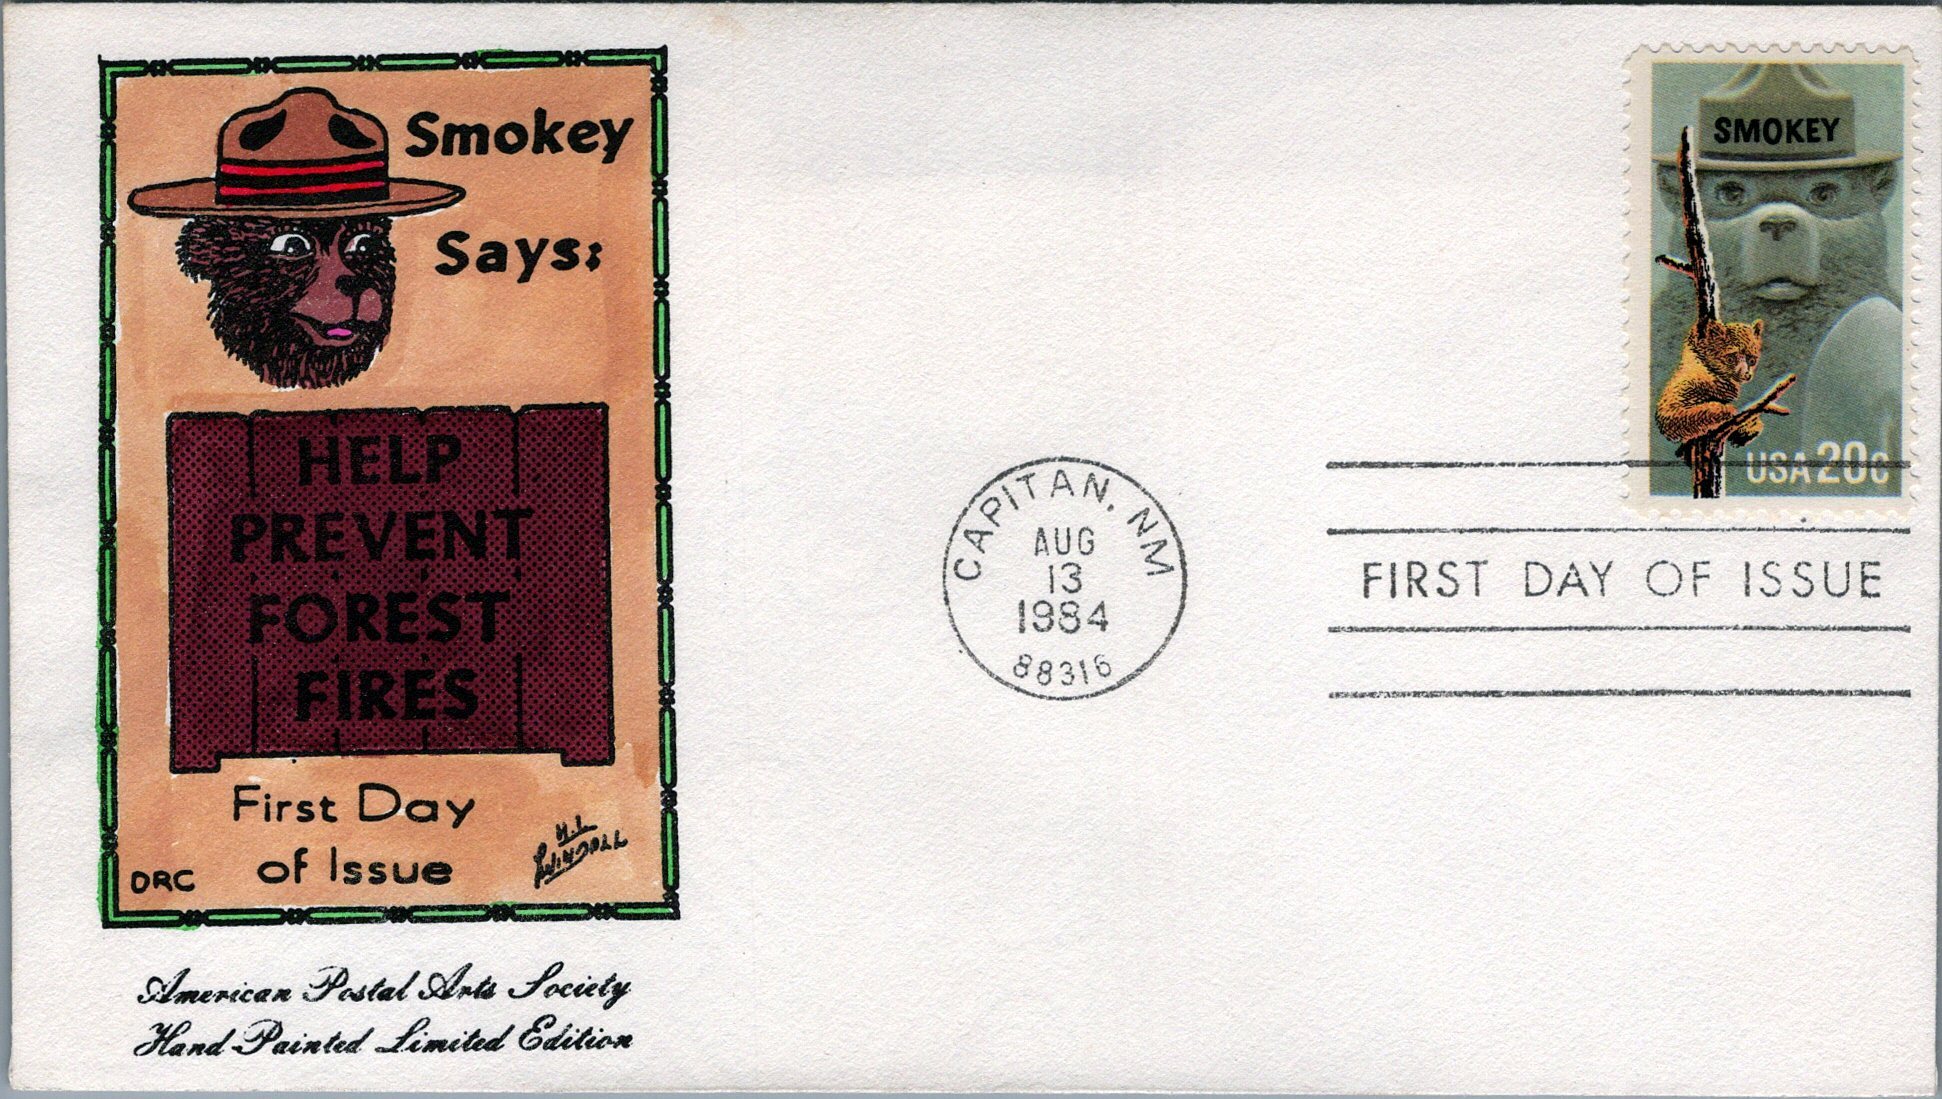 Smokey
Says:
HELP
PREVENT
FOREST
FIRES
First Day
of Issue
DRC
H.L.
American Postal Arts Society
Hand Painted Limited Edition
CAPITAN, NM
AUG
13
1984
88316
SMOKEY
USA 20c
FIRST DAY OF ISSUE